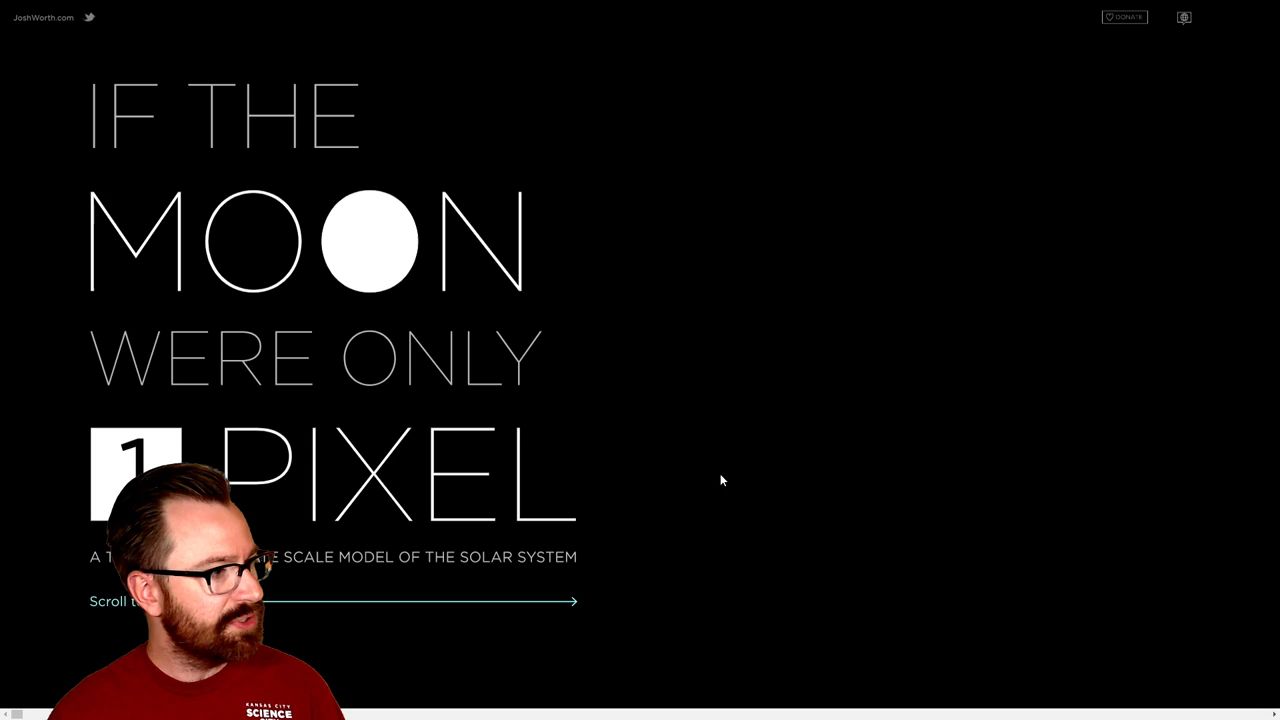 JoshWorth.com
DONATE
IF THE
MOON
WERE ONLY
1 PIXEL
A SCALE MODEL OF THE SOLAR SYSTEM
Scroll
KANSAS CITY
SCIENCE